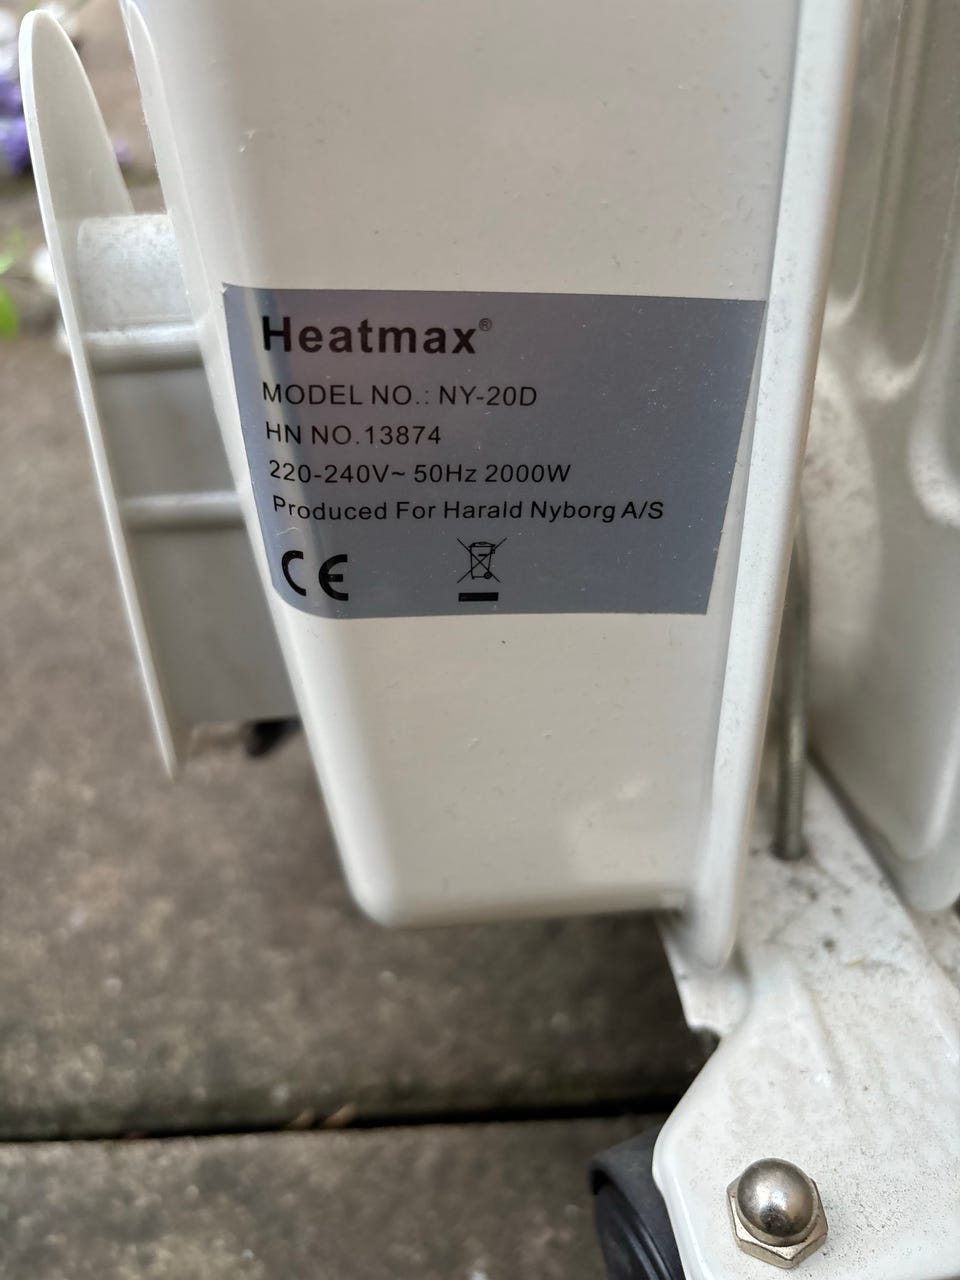 Heatmax®
MODEL NO.: NY-20D
HN NO.13874
220-240V~ 50Hz 2000W
Produced For Harald Nyborg A/S
CE